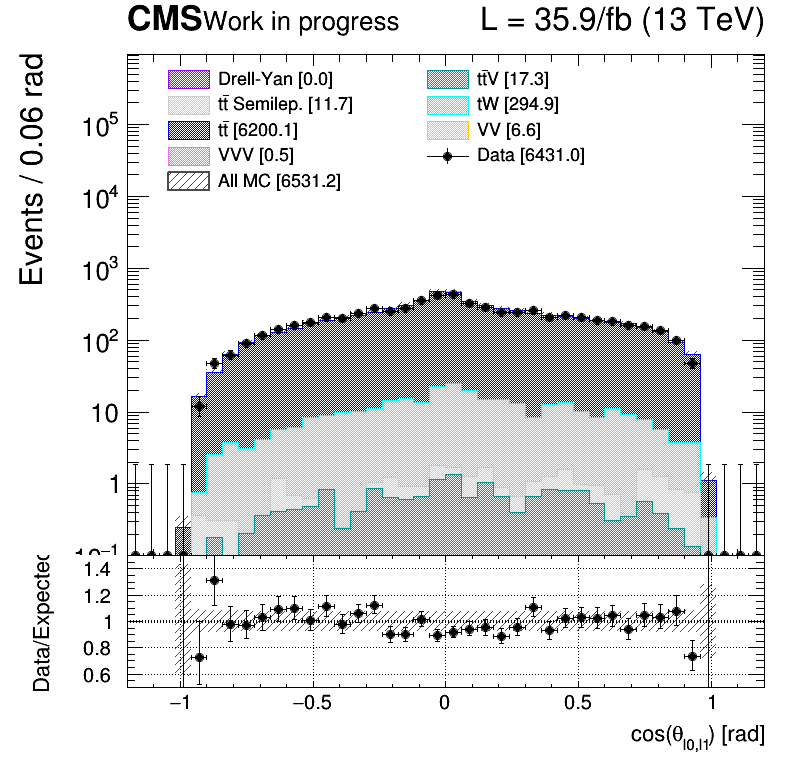 CMS Work in progress L = 35.9/fb (13 TeV)
Events / 0.06 rad
Drell-Yan [0.0]
tt̄ Semilep. [11.7]
tt̄ [6200.1]
VVV [0.5]
All MC [6531.2]
tt̄V [17.3]
tW [294.9]
VV [6.6]
Data [6431.0]
10⁵
10⁴
10³
10²
10
1
10⁻¹
Data/Expected
1.4
1.2
1
0.8
0.6
−1 −0.5 0 0.5 1
cos(θ_l0,l1) [rad]